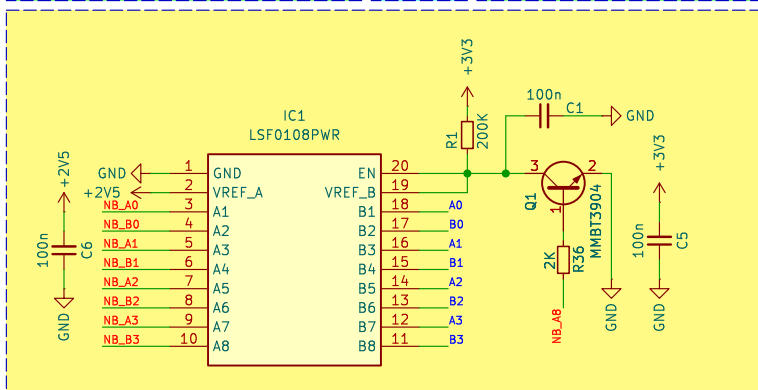 +3V3
100n
C1
GND
R1
200K
IC1
LSF0108PWR
+2V5
100n
C6
GND
GND 1 GND EN 20
+2V5 2 VREF_A VREF_B 19
NB_A0 3 A1 B1 18 A0
NB_B0 4 A2 B2 17 B0
NB_A1 5 A3 B3 16 A1
NB_B1 6 A4 B4 15 B1
NB_A2 7 A5 B5 14 A2
NB_B2 8 A6 B6 13 B2
NB_A3 9 A7 B7 12 A3
NB_B3 10 A8 B8 11 B3
3
2
1
Q1
MMBT3904
2K
R36
NB_A8
GND
+3V3
100n
C5
GND